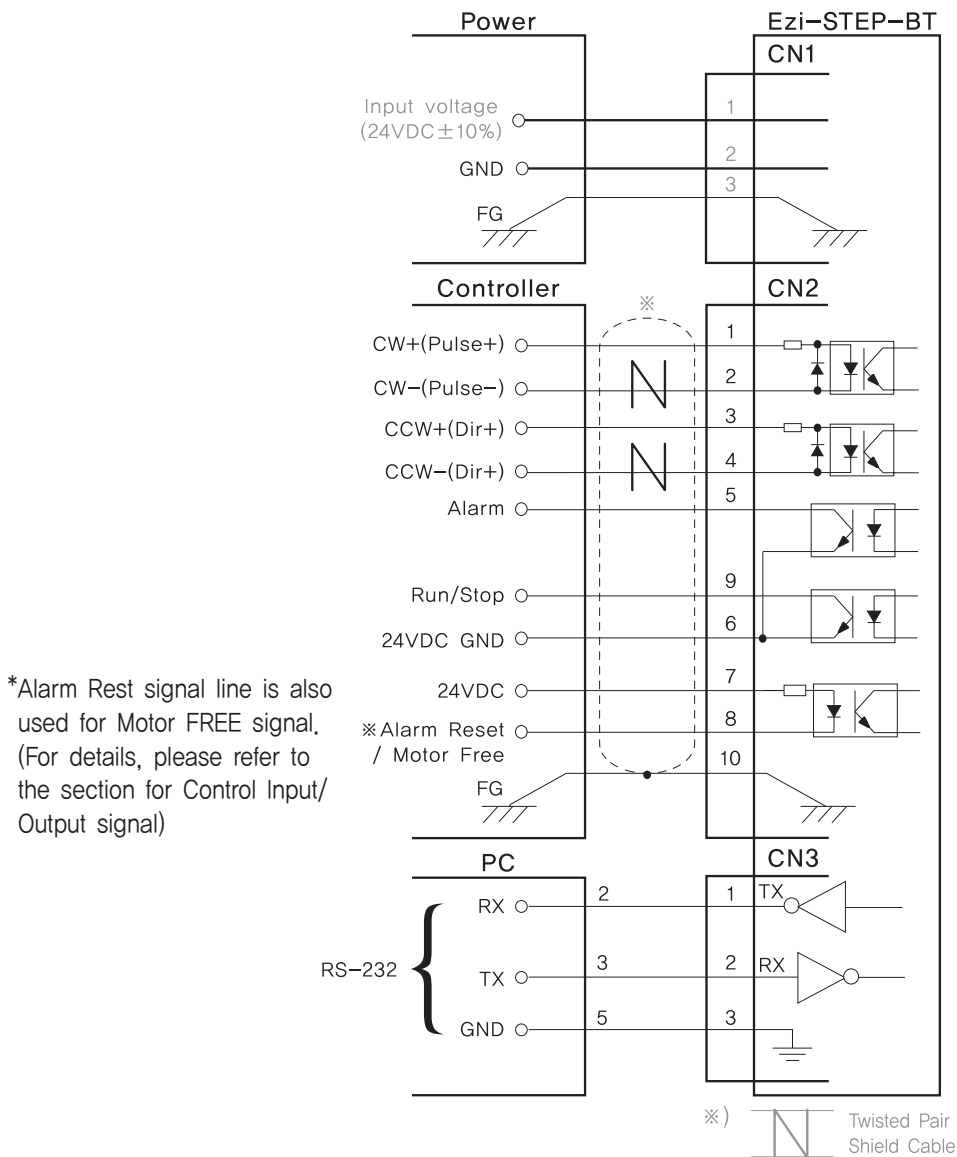 Power
Ezi-STEP-BT
CN1
Input voltage
(24VDC±10%)
1
GND
2
3
FG
Controller
※
CN2
CW+(Pulse+)
1
CW-(Pulse-)
2
CCW+(Dir+)
3
CCW-(Dir+)
4
Alarm
5
Run/Stop
9
24VDC GND
6
24VDC
7
※Alarm Reset
/ Motor Free
8
10
FG
*Alarm Rest signal line is also
used for Motor FREE signal.
(For details, please refer to
the section for Control Input/
Output signal)
PC
CN3
RS-232
RX
2
1
TX
TX
3
2
RX
GND
5
3
※)
Twisted Pair
Shield Cable